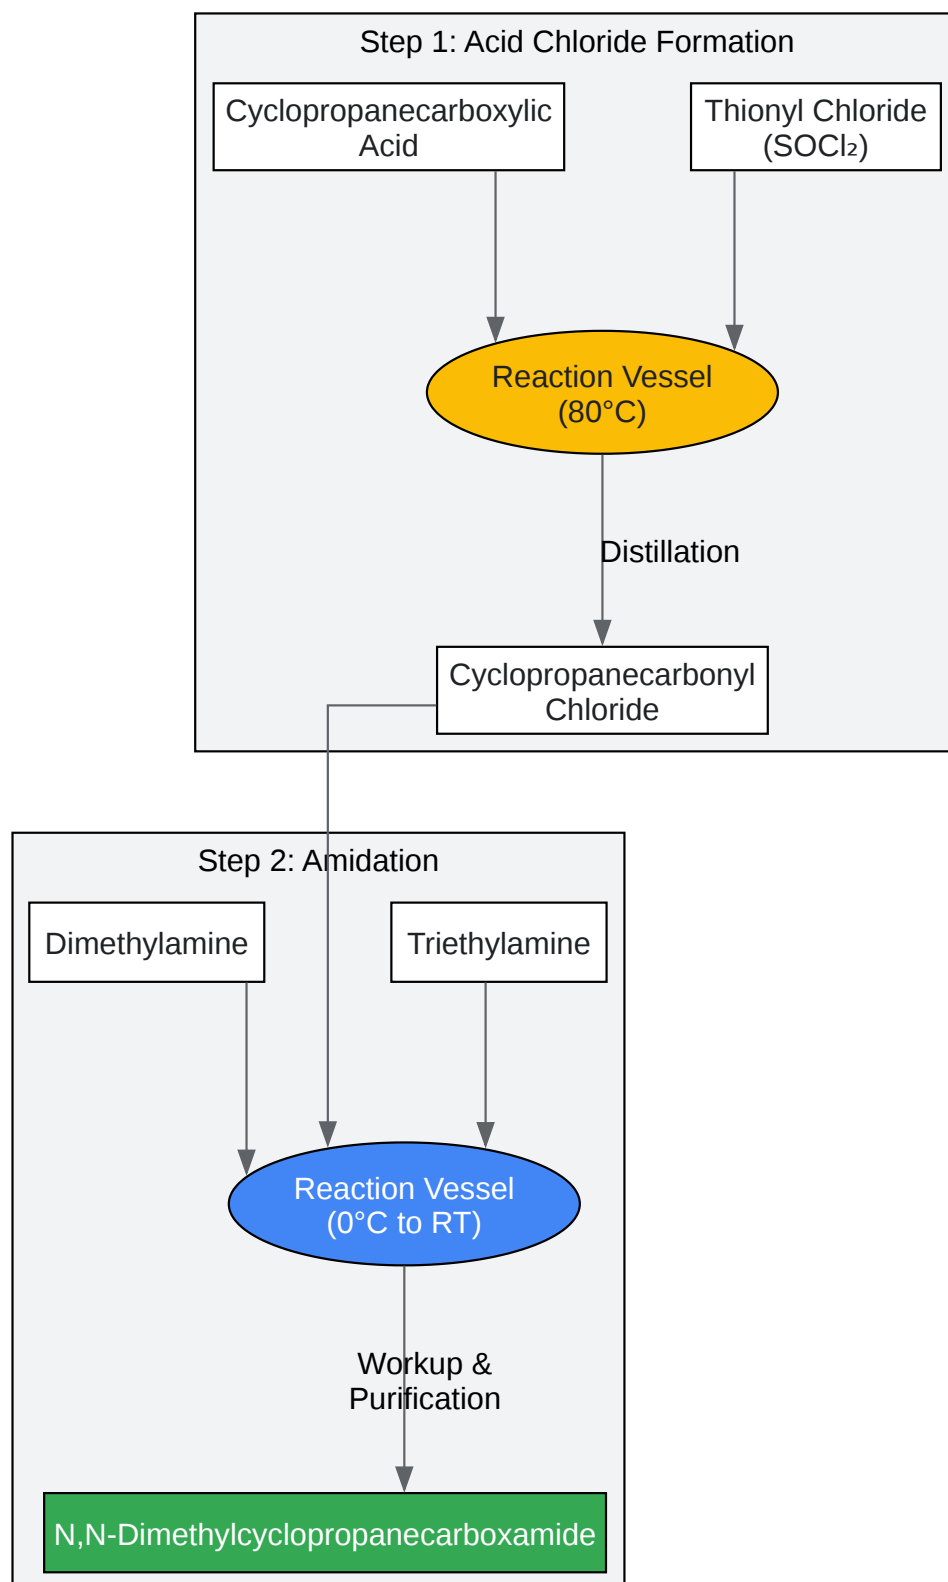 Step 1: Acid Chloride Formation
Cyclopropanecarboxylic
Acid
Thionyl Chloride
(SOCl₂)
Reaction Vessel
(80°C)
Distillation
Cyclopropanecarbonyl
Chloride
Step 2: Amidation
Dimethylamine
Triethylamine
Reaction Vessel
(0°C to RT)
Workup &
Purification
N,N-Dimethylcyclopropanecarboxamide